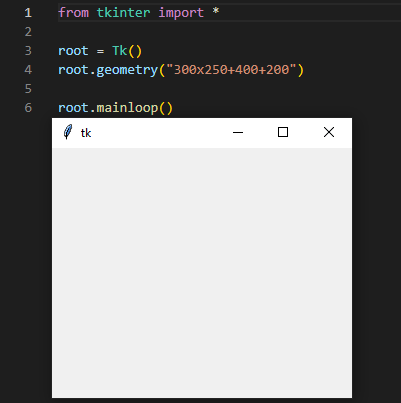 1 from tkinter import *
2
3 root = Tk()
4 root.geometry("300x250+400+200")
5
6 root.mainloop()
tk